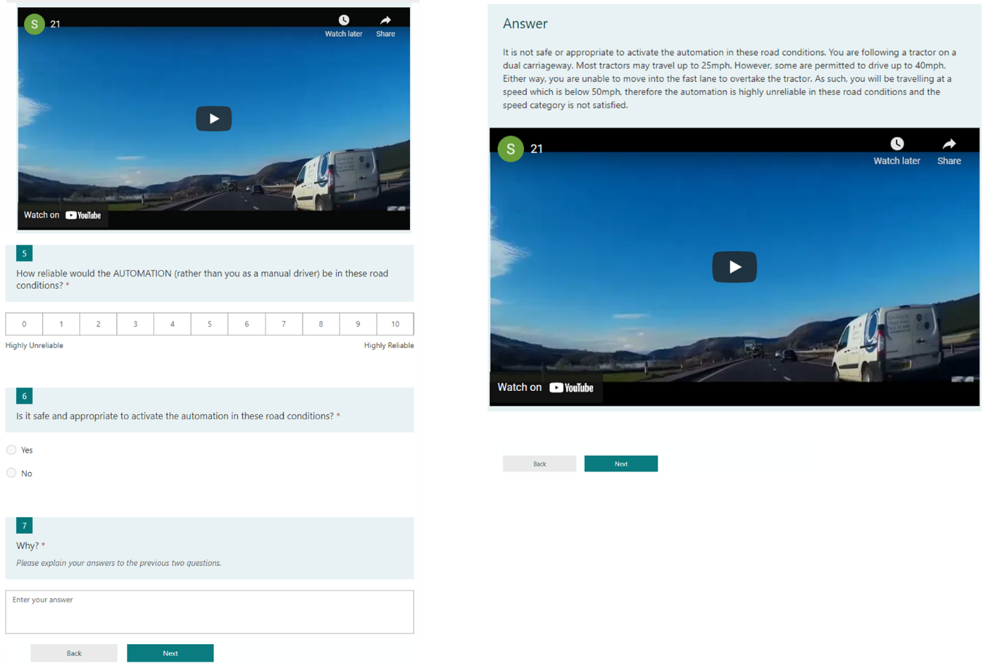 S 21
Watch later Share
Watch on YouTube
5
How reliable would the AUTOMATION (rather than you as a manual driver) be in these road
conditions? *
0 1 2 3 4 5 6 7 8 9 10
Highly Unreliable Highly Reliable
6
Is it safe and appropriate to activate the automation in these road conditions? *
Yes
No
7
Why? *
Please explain your answers to the previous two questions.
Enter your answer
Back Next
Answer
It is not safe or appropriate to activate the automation in these road conditions. You are following a tractor on a
dual carriageway. Most tractors may travel up to 25mph. However, some are permitted to drive up to 40mph.
Either way, you are unable to move into the fast lane to overtake the tractor. As such, you will be travelling at a
speed which is below 50mph, therefore the automation is highly unreliable in these road conditions and the
speed category is not satisfied.
S 21
Watch later Share
Watch on YouTube
Back Next